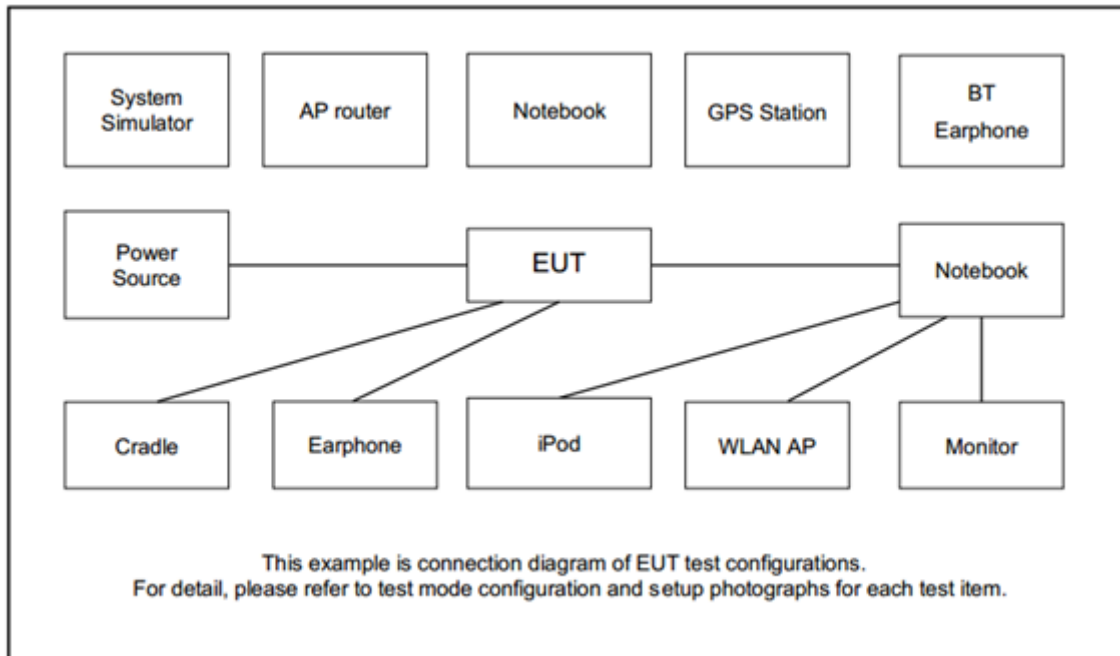 System
Simulator
AP router
Notebook
GPS Station
BT
Earphone
Power
Source
EUT
Notebook
Cradle
Earphone
iPod
WLAN AP
Monitor
This example is connection diagram of EUT test configurations.
For detail, please refer to test mode configuration and setup photographs for each test item.